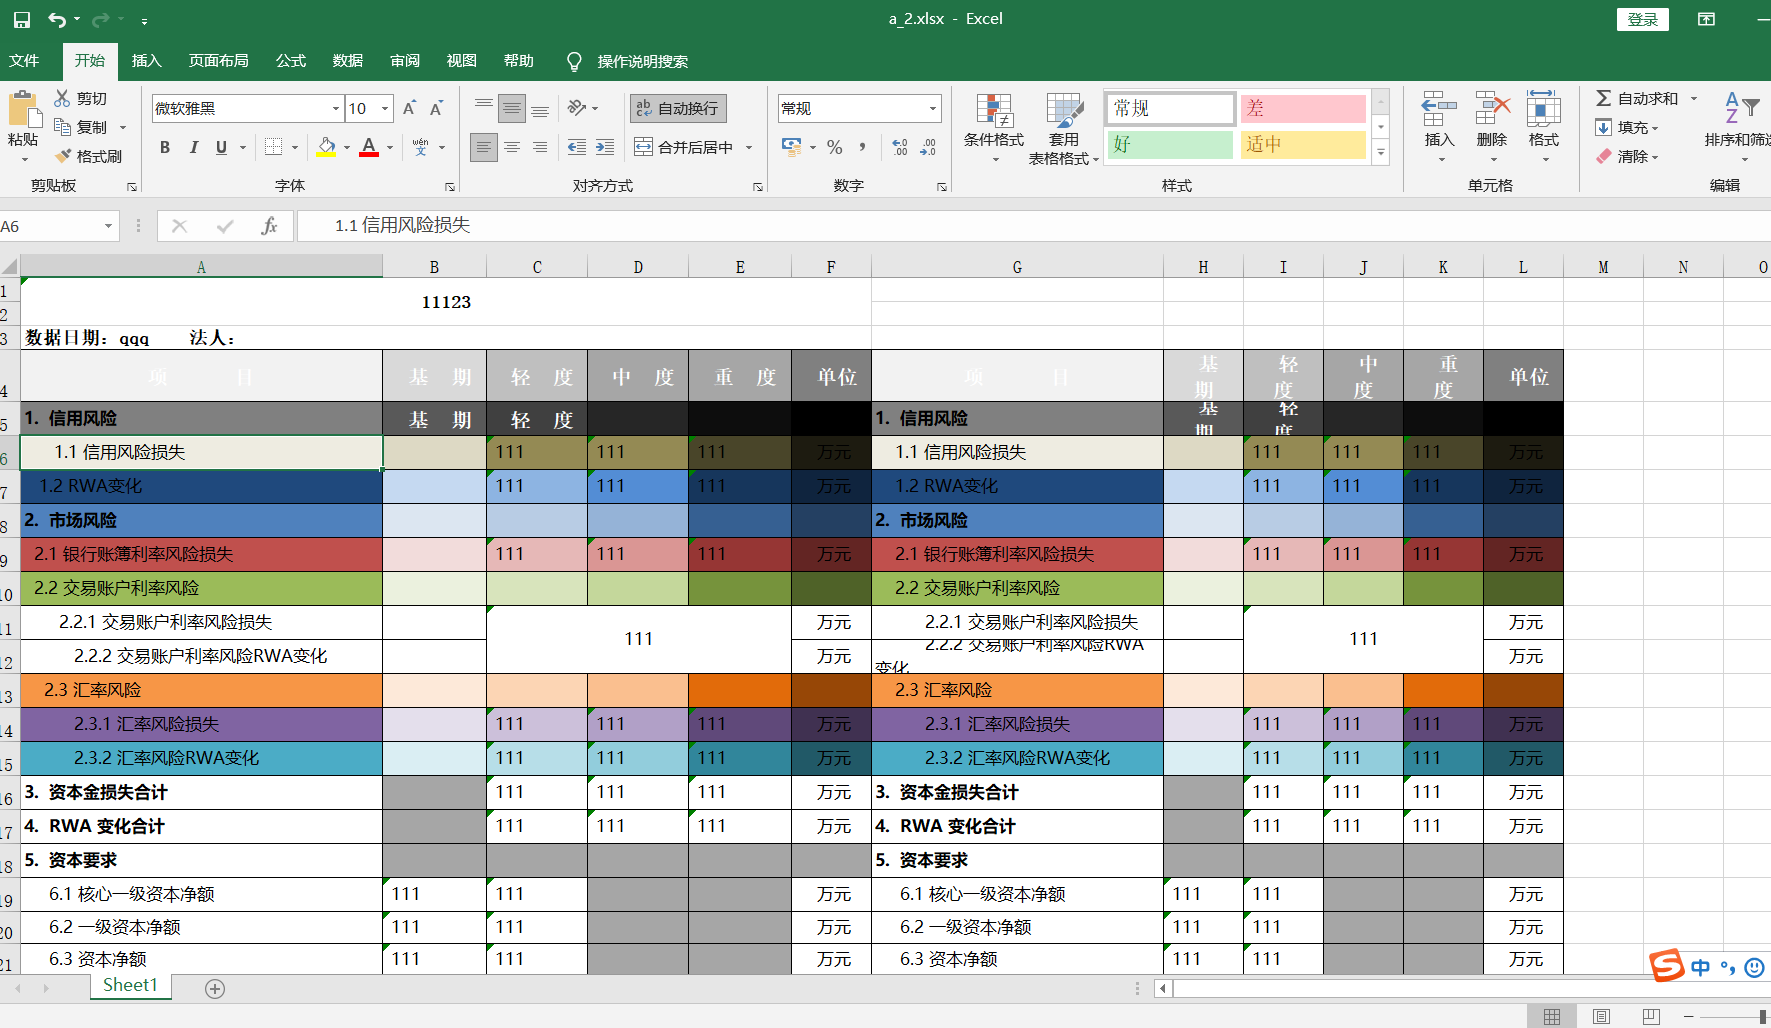 a_2.xlsx - Excel
登录
文件 开始 插入 页面布局 公式 数据 审阅 视图 帮助 操作说明搜索
粘贴 剪切 复制 格式刷 剪贴板
微软雅黑 10 A A B I U A wén 文 字体
ab 自动换行 合并后居中 对齐方式
常规 % , .00 .0 数字
条件格式 套用 表格格式
常规 差 好 适中 样式
插入 删除 格式 单元格
自动求和 填充 清除 排序和筛选 编辑
A6 fx 1.1 信用风险损失
A B C D E F G H I J K L M N O
1 11123
2
3 数据日期：qqq 法人：
4 项 目 基 期 轻 度 中 度 重 度 单位 项 目 基 期 轻 度 中 度 重 度 单位
5 1. 信用风险 基 期 轻 度 1. 信用风险 基 期 轻 度
6 1.1 信用风险损失 111 111 111 万元 1.1 信用风险损失 111 111 111 万元
7 1.2 RWA变化 111 111 111 万元 1.2 RWA变化 111 111 111 万元
8 2. 市场风险 2. 市场风险
9 2.1 银行账簿利率风险损失 111 111 111 万元 2.1 银行账簿利率风险损失 111 111 111 万元
10 2.2 交易账户利率风险 2.2 交易账户利率风险
11 2.2.1 交易账户利率风险损失 111 万元 2.2.1 交易账户利率风险损失 111 万元
12 2.2.2 交易账户利率风险RWA变化 万元 2.2.2 交易账户利率风险RWA变化 万元
13 2.3 汇率风险 2.3 汇率风险
14 2.3.1 汇率风险损失 111 111 111 万元 2.3.1 汇率风险损失 111 111 111 万元
15 2.3.2 汇率风险RWA变化 111 111 111 万元 2.3.2 汇率风险RWA变化 111 111 111 万元
16 3. 资本金损失合计 111 111 111 万元 3. 资本金损失合计 111 111 111 万元
17 4. RWA 变化合计 111 111 111 万元 4. RWA 变化合计 111 111 111 万元
18 5. 资本要求 5. 资本要求
19 6.1 核心一级资本净额 111 111 万元 6.1 核心一级资本净额 111 111 万元
20 6.2 一级资本净额 111 111 万元 6.2 一级资本净额 111 111 万元
21 6.3 资本净额 111 111 万元 6.3 资本净额 111 111 万元
Sheet1
S 中 °,